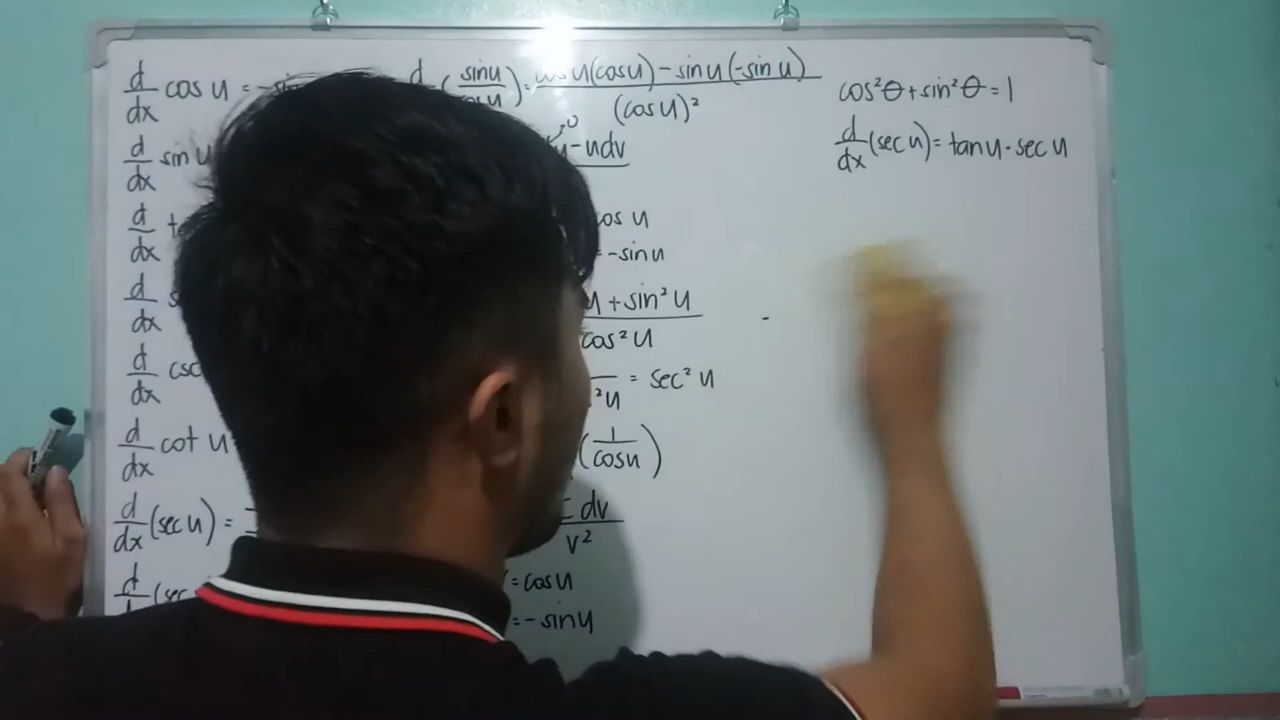 d/dx cos u = -sin
d/dx (sin u / cos u) = cos u (cos u) - sin u (-sin u) / (cos u)²
cos²θ + sin²θ = 1
d/dx sin u
- udv
d/dx (sec u) = tan u · sec u
d/dx
cos u
= -sin u
d/dx
u + sin² u / cos² u
d/dx csc
²u = sec² u
d/dx cot u
(1 / cos u)
d/dx (sec u) =
dv / v²
= cos u
(sec
= -sin u